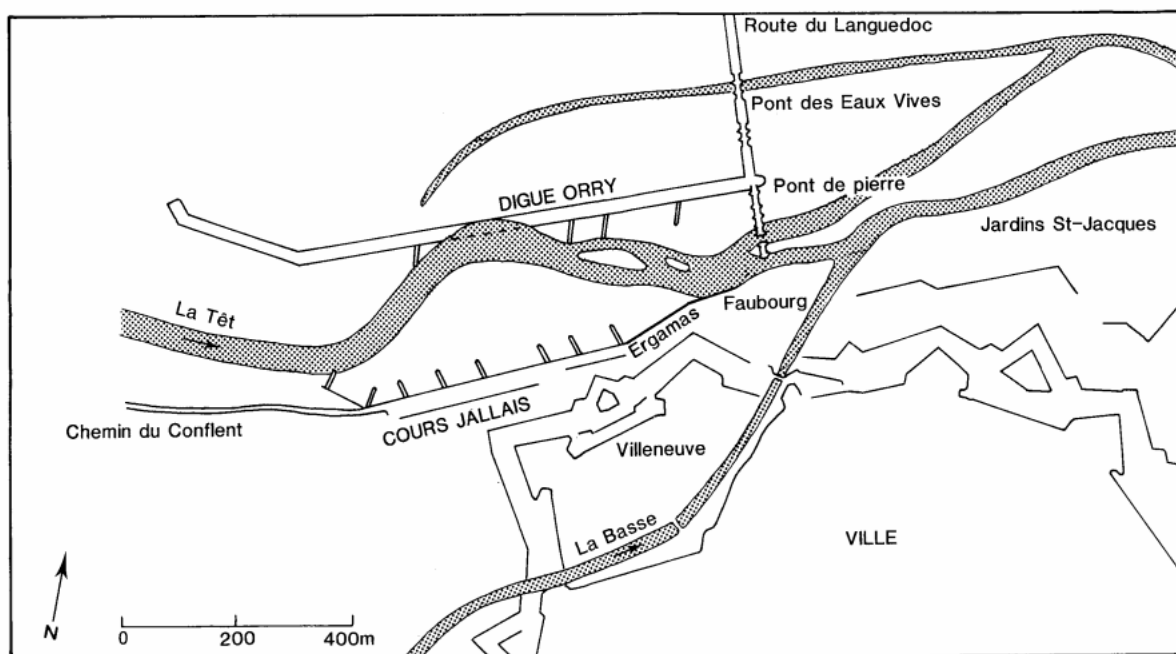 Route du Languedoc
Pont des Eaux Vives
DIGUE ORRY
Pont de pierre
Jardins St-Jacques
La Têt
Faubourg
Ergamas
COURS JALLAIS
Chemin du Conflent
Villeneuve
La Basse
VILLE
N
0 200 400m